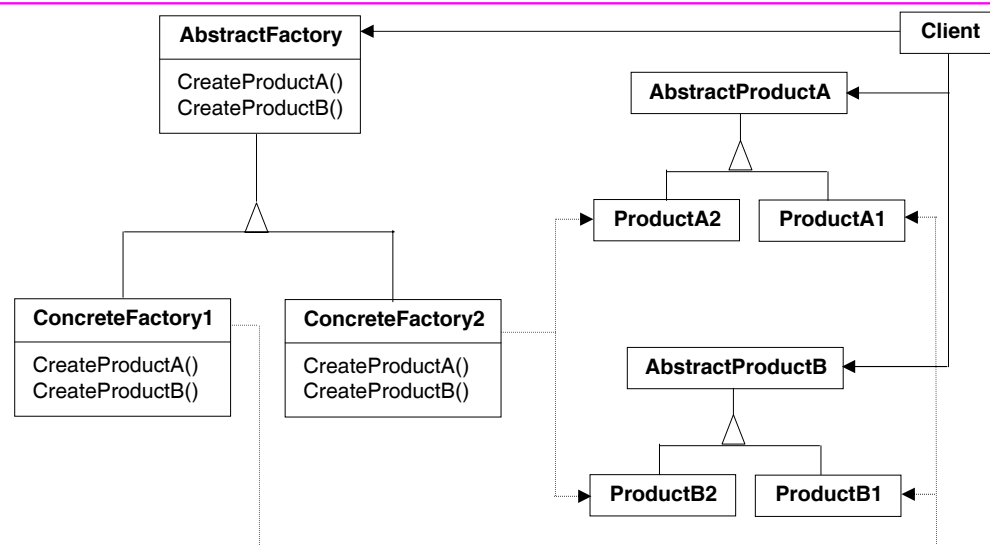 AbstractFactory
CreateProductA()
CreateProductB()
Client
AbstractProductA
ProductA2
ProductA1
ConcreteFactory1
CreateProductA()
CreateProductB()
ConcreteFactory2
CreateProductA()
CreateProductB()
AbstractProductB
ProductB2
ProductB1